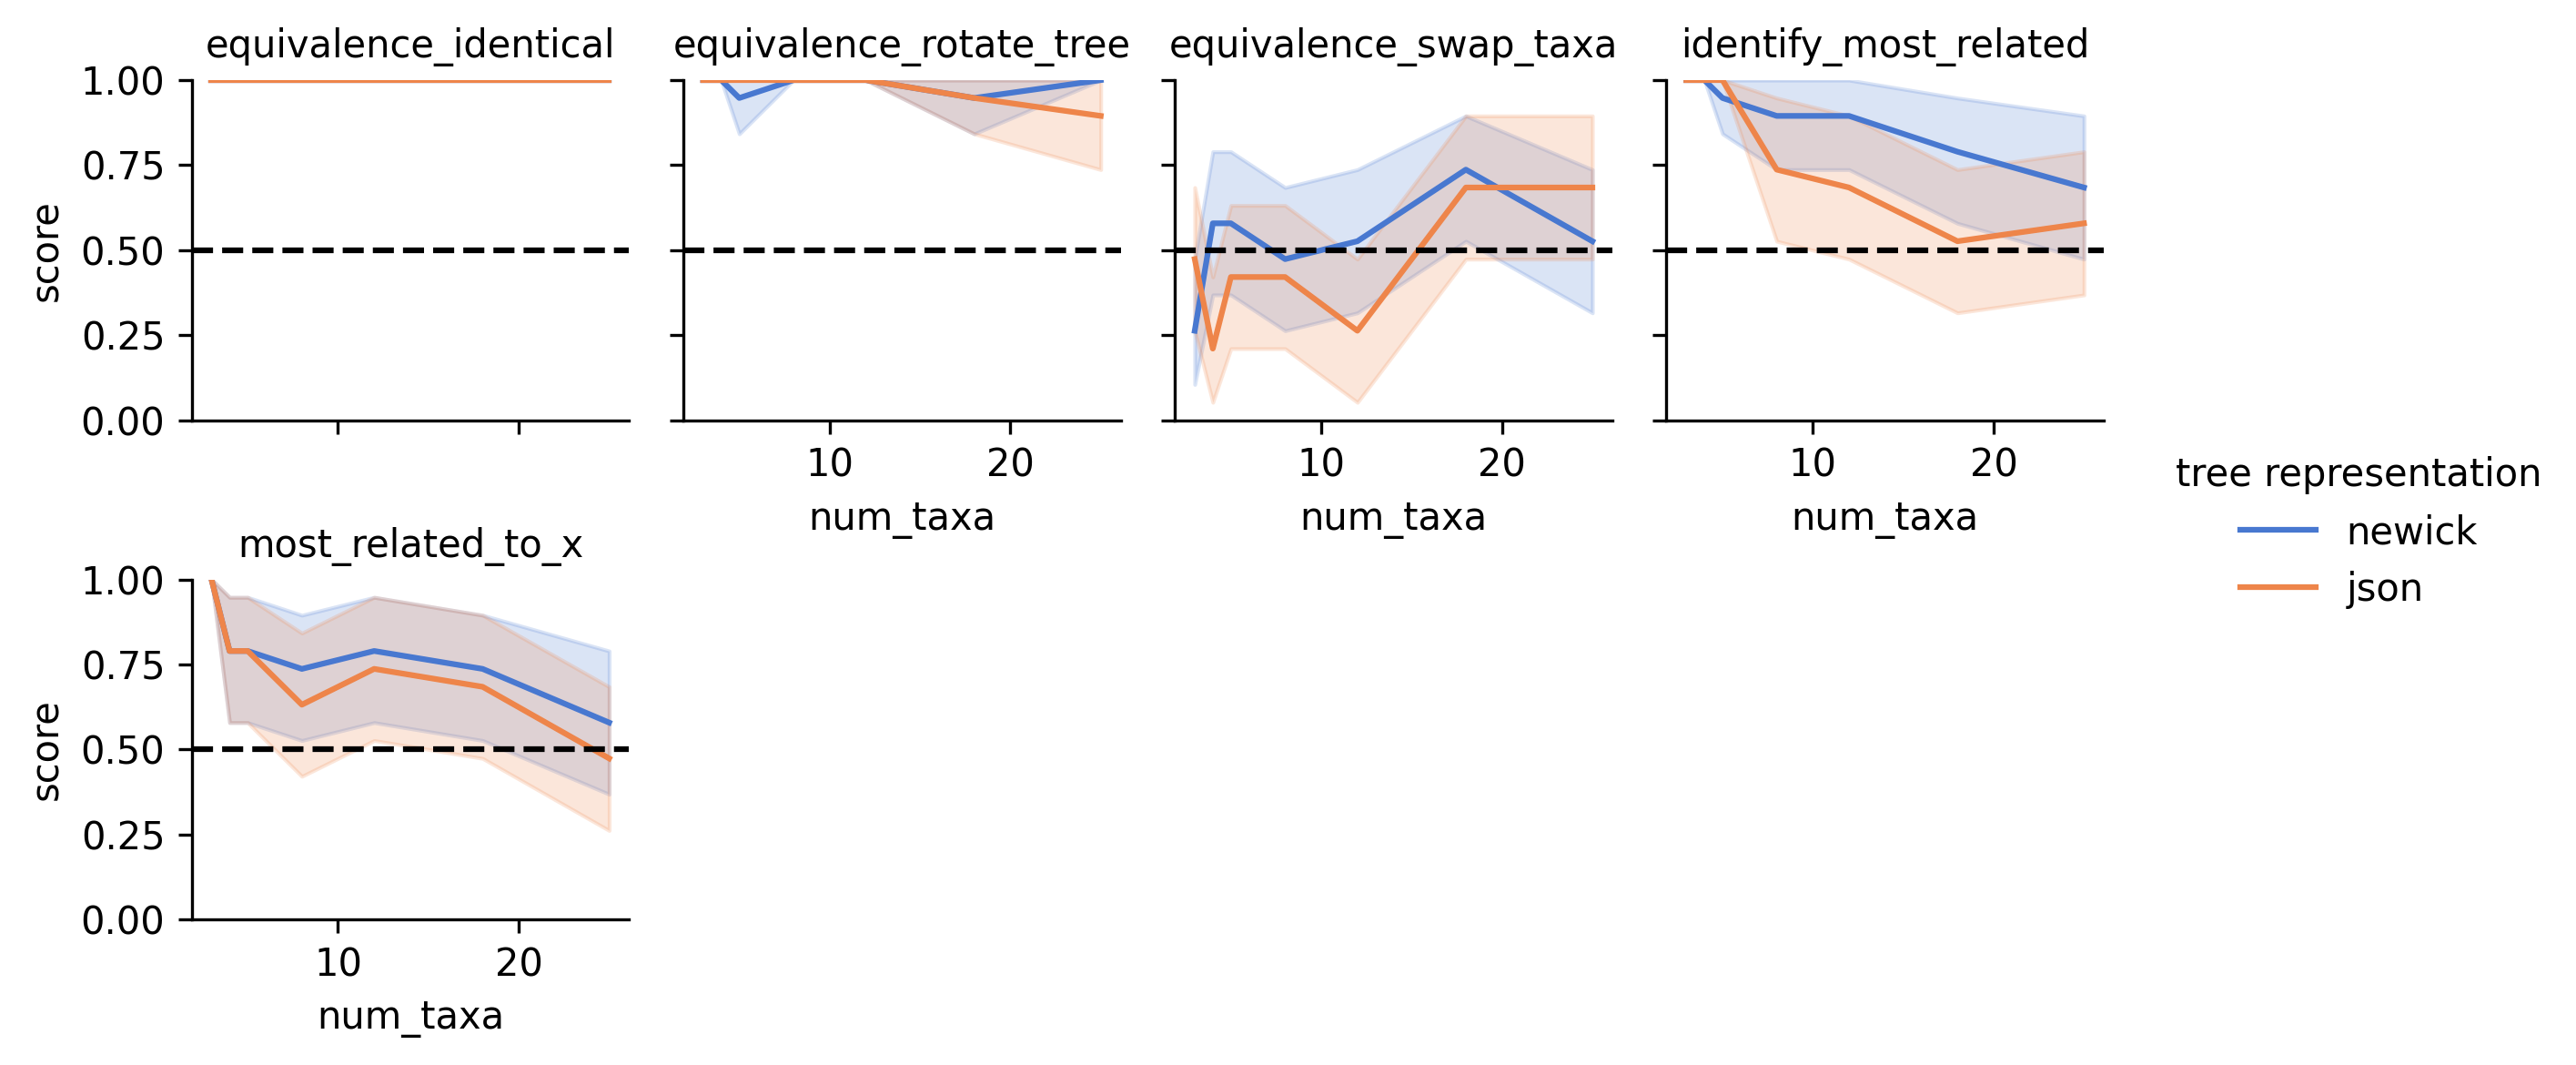 equivalence_identical
equivalence_rotate_tree
equivalence_swap_taxa
identify_most_related
1.00
0.75
0.50
0.25
0.00
score
10 20
num_taxa
10 20
num_taxa
10 20
num_taxa
most_related_to_x
1.00
0.75
0.50
0.25
0.00
score
10 20
num_taxa
tree representation
newick
json